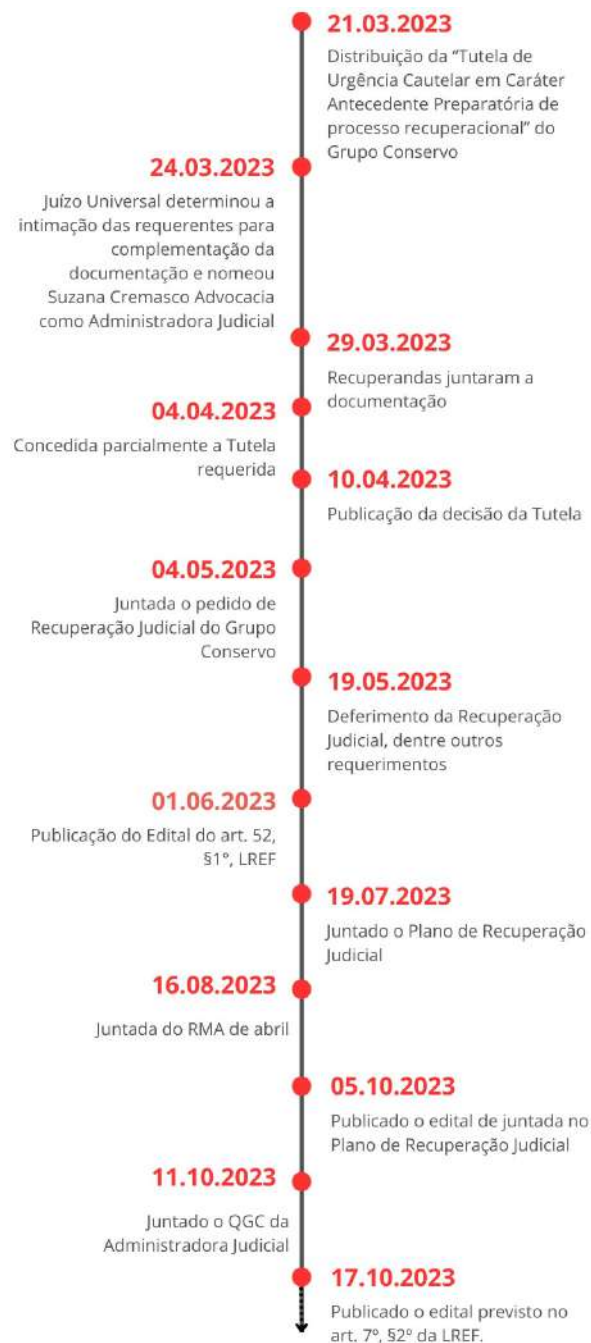 21.03.2023
Distribuição da “Tutela de
Urgência Cautelar em Caráter
Antecedente Preparatória de
processo recuperacional” do
Grupo Conservo
24.03.2023
Juízo Universal determinou a
intimação das requerentes para
complementação da
documentação e nomeou
Suzana Cremasco Advocacia
como Administradora Judicial
29.03.2023
Recuperandas juntaram a
documentação
04.04.2023
Concedida parcialmente a Tutela
requerida
10.04.2023
Publicação da decisão da Tutela
04.05.2023
Juntada o pedido de
Recuperação Judicial do Grupo
Conservo
19.05.2023
Deferimento da Recuperação
Judicial, dentre outros
requerimentos
01.06.2023
Publicação do Edital do art. 52,
§1°, LREF
19.07.2023
Juntado o Plano de Recuperação
Judicial
16.08.2023
Juntada do RMA de abril
05.10.2023
Publicado o edital de juntada no
Plano de Recuperação Judicial
11.10.2023
Juntado o QGC da
Administradora Judicial
17.10.2023
Publicado o edital previsto no
art. 7º, §2º da LREF.